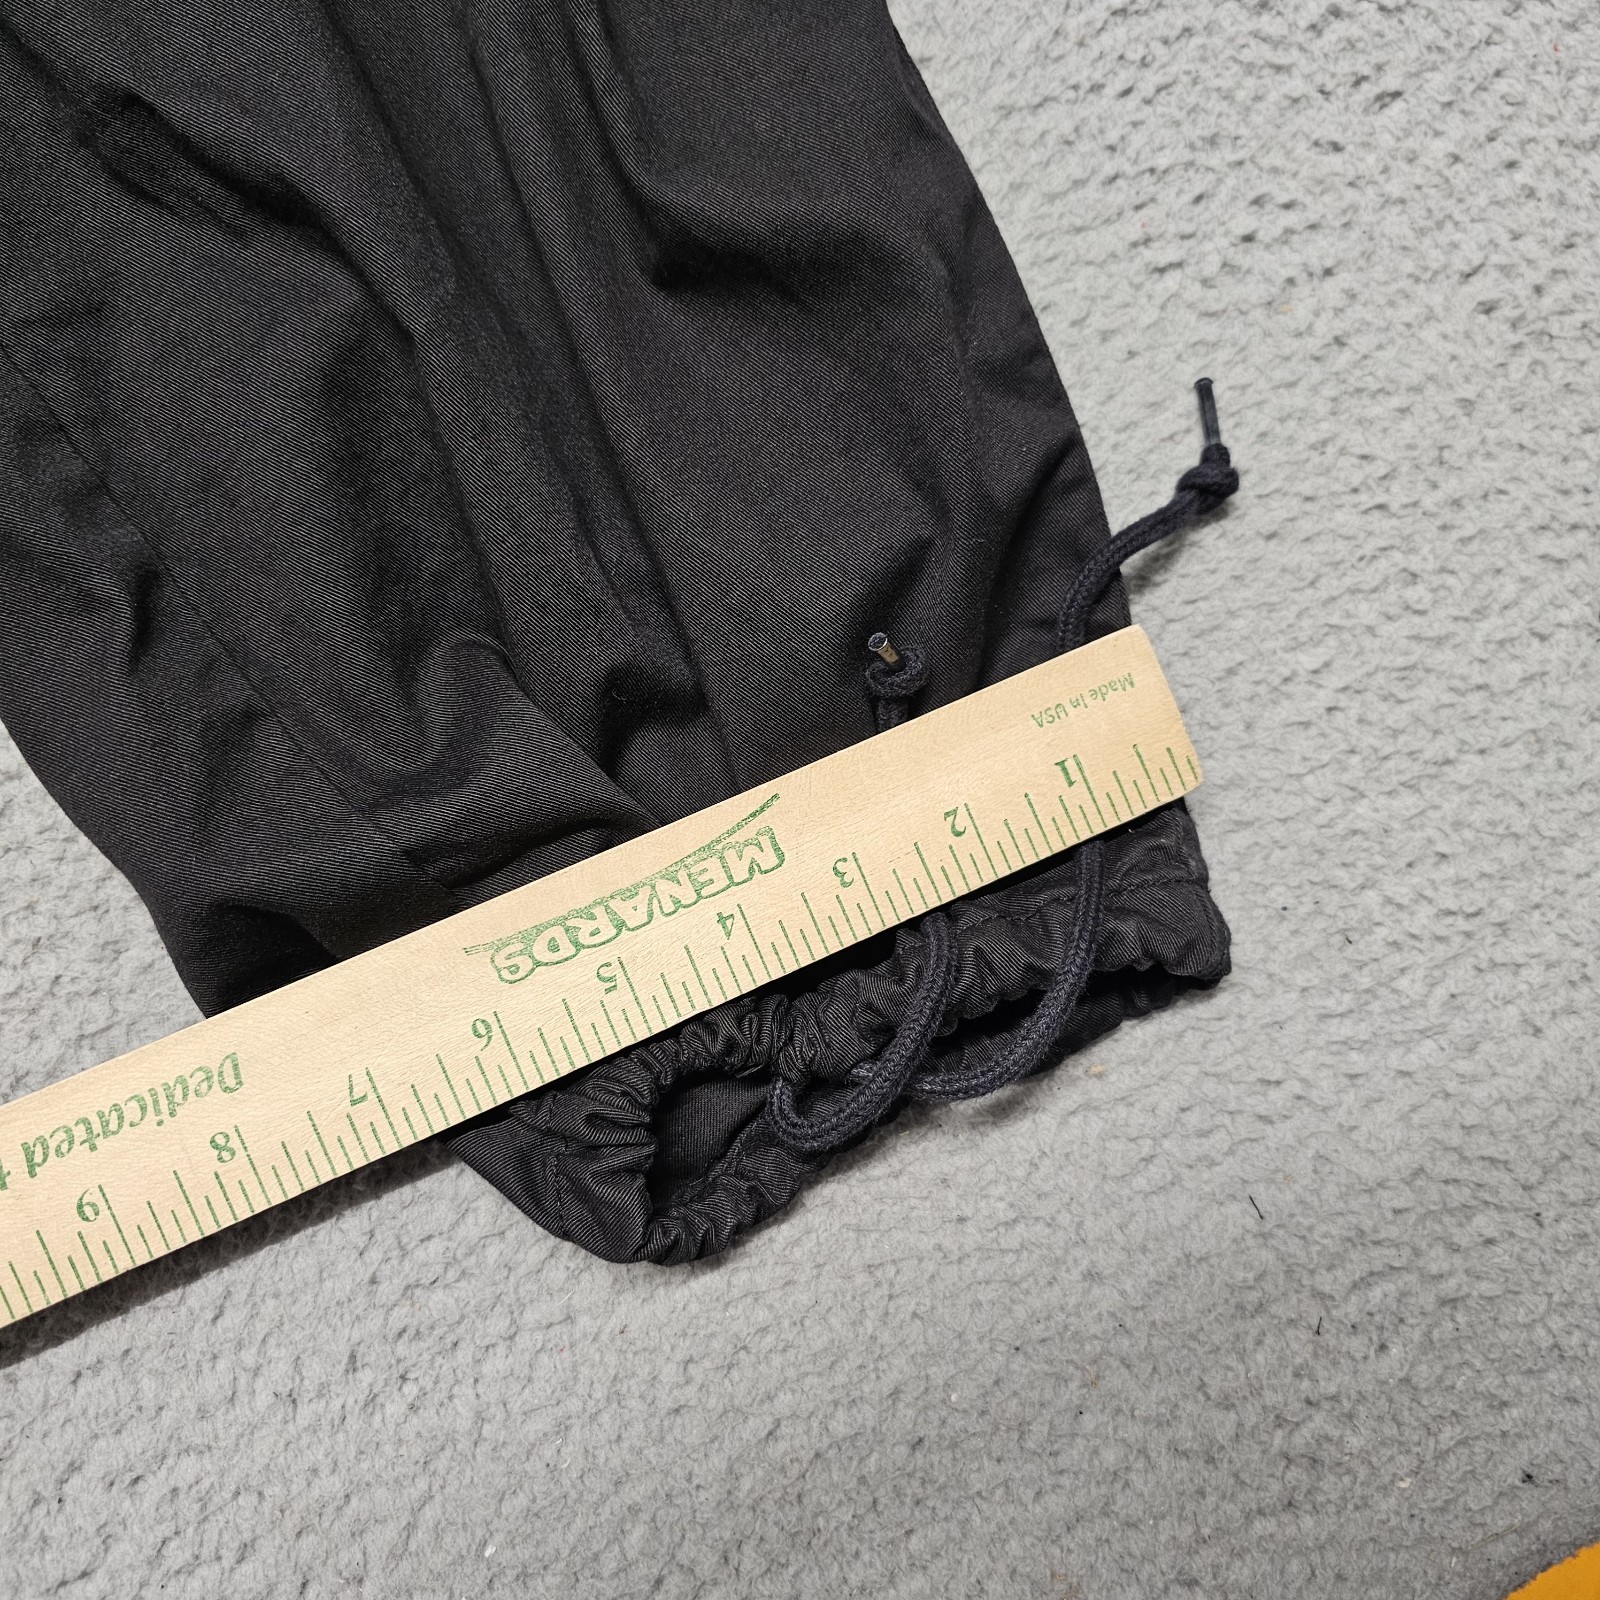 Made in USA
1 2 3 4 5 6 7 8 9
MENARDS
Dedicated